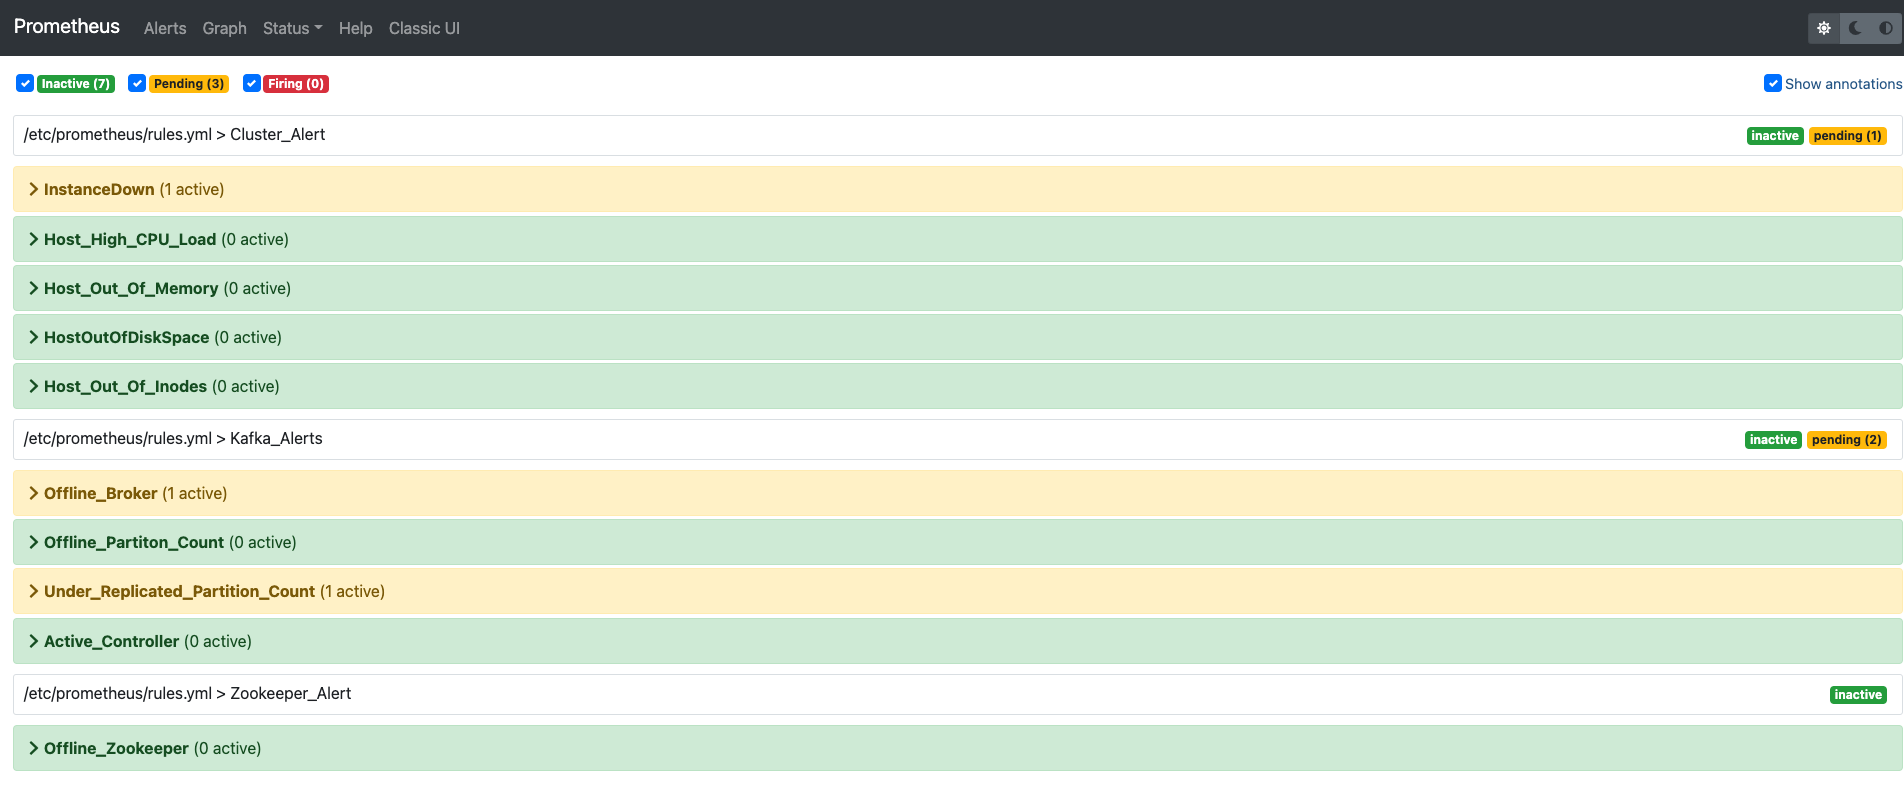 Prometheus Alerts Graph Status Help Classic UI
Inactive (7) Pending (3) Firing (0) Show annotations
/etc/prometheus/rules.yml > Cluster_Alert inactive pending (1)
InstanceDown (1 active)
Host_High_CPU_Load (0 active)
Host_Out_Of_Memory (0 active)
HostOutOfDiskSpace (0 active)
Host_Out_Of_Inodes (0 active)
/etc/prometheus/rules.yml > Kafka_Alerts inactive pending (2)
Offline_Broker (1 active)
Offline_Partiton_Count (0 active)
Under_Replicated_Partition_Count (1 active)
Active_Controller (0 active)
/etc/prometheus/rules.yml > Zookeeper_Alert inactive
Offline_Zookeeper (0 active)